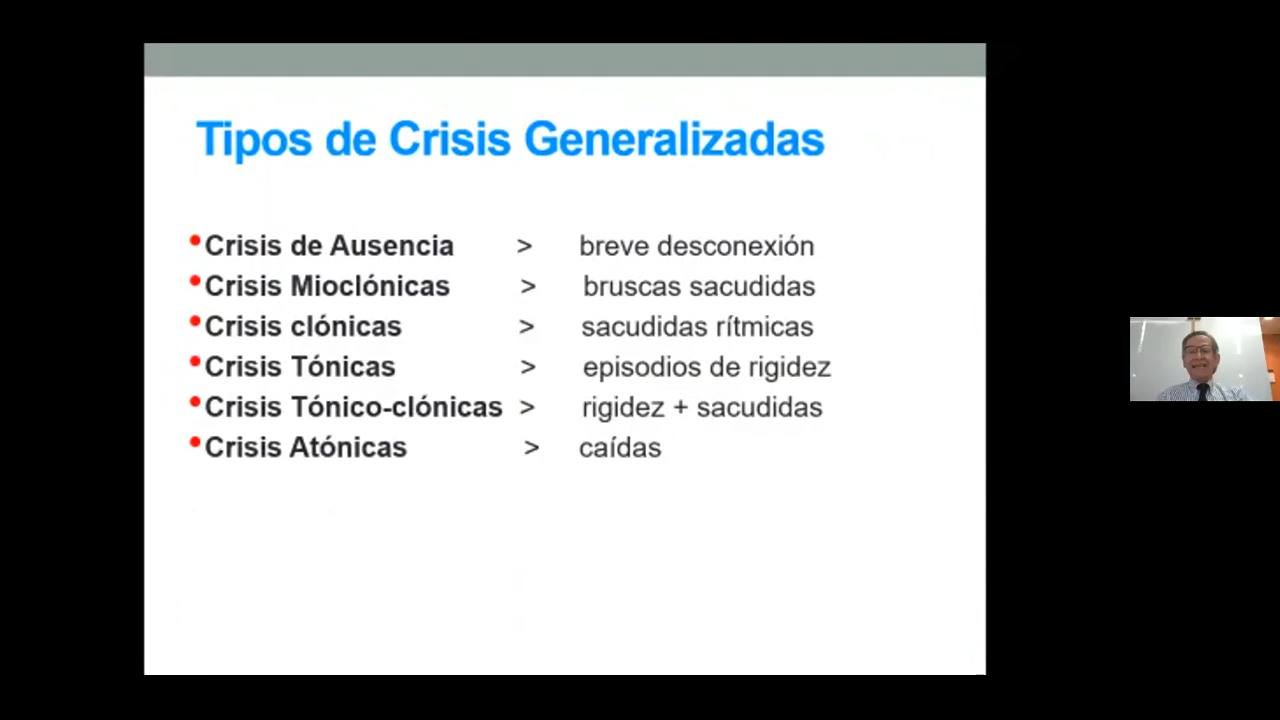 Tipos de Crisis Generalizadas
•Crisis de Ausencia > breve desconexión
•Crisis Mioclónicas > bruscas sacudidas
•Crisis clónicas > sacudidas rítmicas
•Crisis Tónicas > episodios de rigidez
•Crisis Tónico-clónicas > rigidez + sacudidas
•Crisis Atónicas > caídas